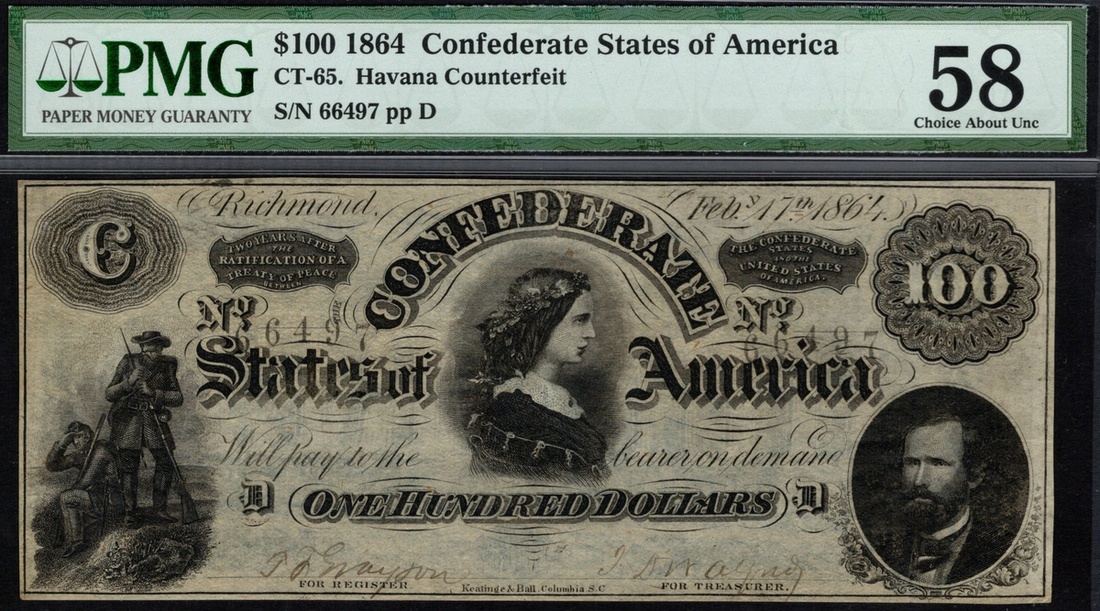 PMG
PAPER MONEY GUARANTY
$100 1864 Confederate States of America
CT-65. Havana Counterfeit
S/N 66497 pp D
58
Choice About Unc
C
Richmond.
Feby. 17th 1864.
TWO YEARS AFTER
THE
RATIFICATION OF A
TREATY OF PEACE
BETWEEN
CONFEDERATE
THE CONFEDERATE
STATES
AND THE
UNITED STATES
OF AMERICA.
100
No. 66497
No. 66497
States of America
Will pay to the bearer on demand
D ONE HUNDRED DOLLARS D
FOR REGISTER
Keatinge & Ball. Columbia. S.C
FOR TREASURER.